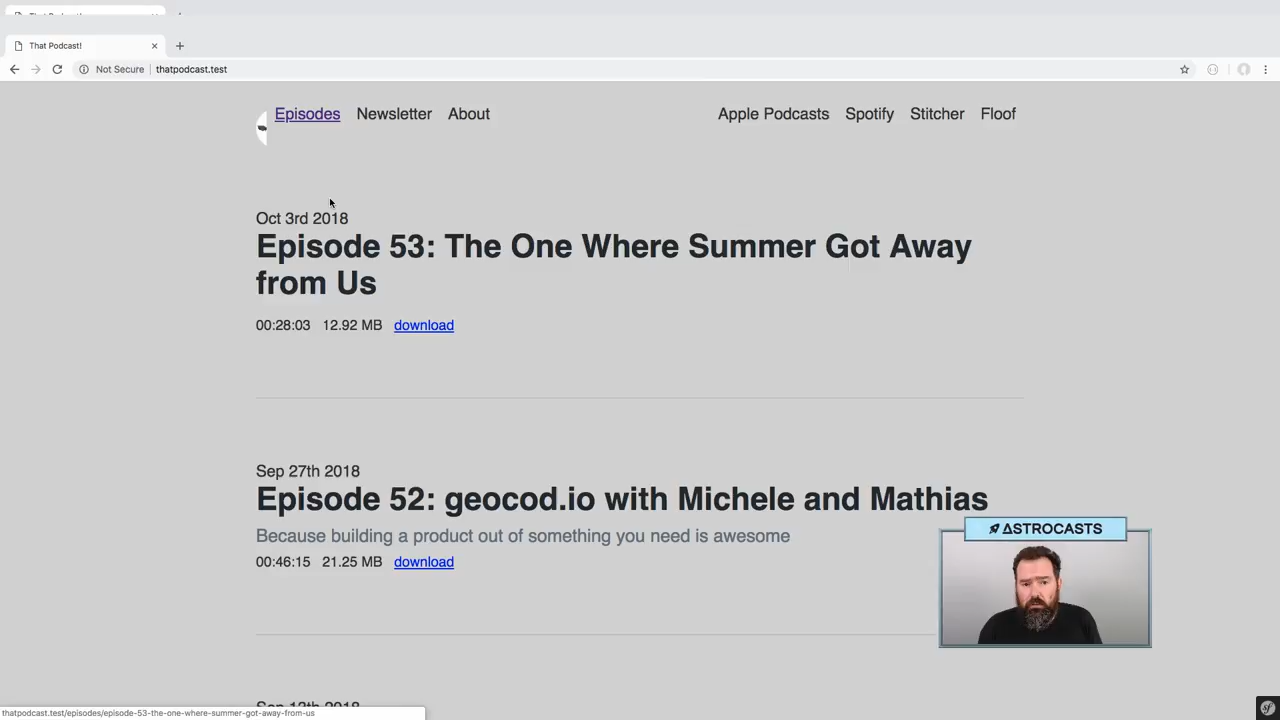 That Podcast!
Not Secure
thatpodcast.test
Episodes Newsletter About
Apple Podcasts Spotify Stitcher Floof
Oct 3rd 2018
Episode 53: The One Where Summer Got Away
from Us
00:28:03 12.92 MB download
Sep 27th 2018
Episode 52: geocod.io with Michele and Mathias
Because building a product out of something you need is awesome
00:46:15 21.25 MB download
ASTROCASTS
thatpodcast.test/episodes/episode-53-the-one-where-summer-got-away-from-us